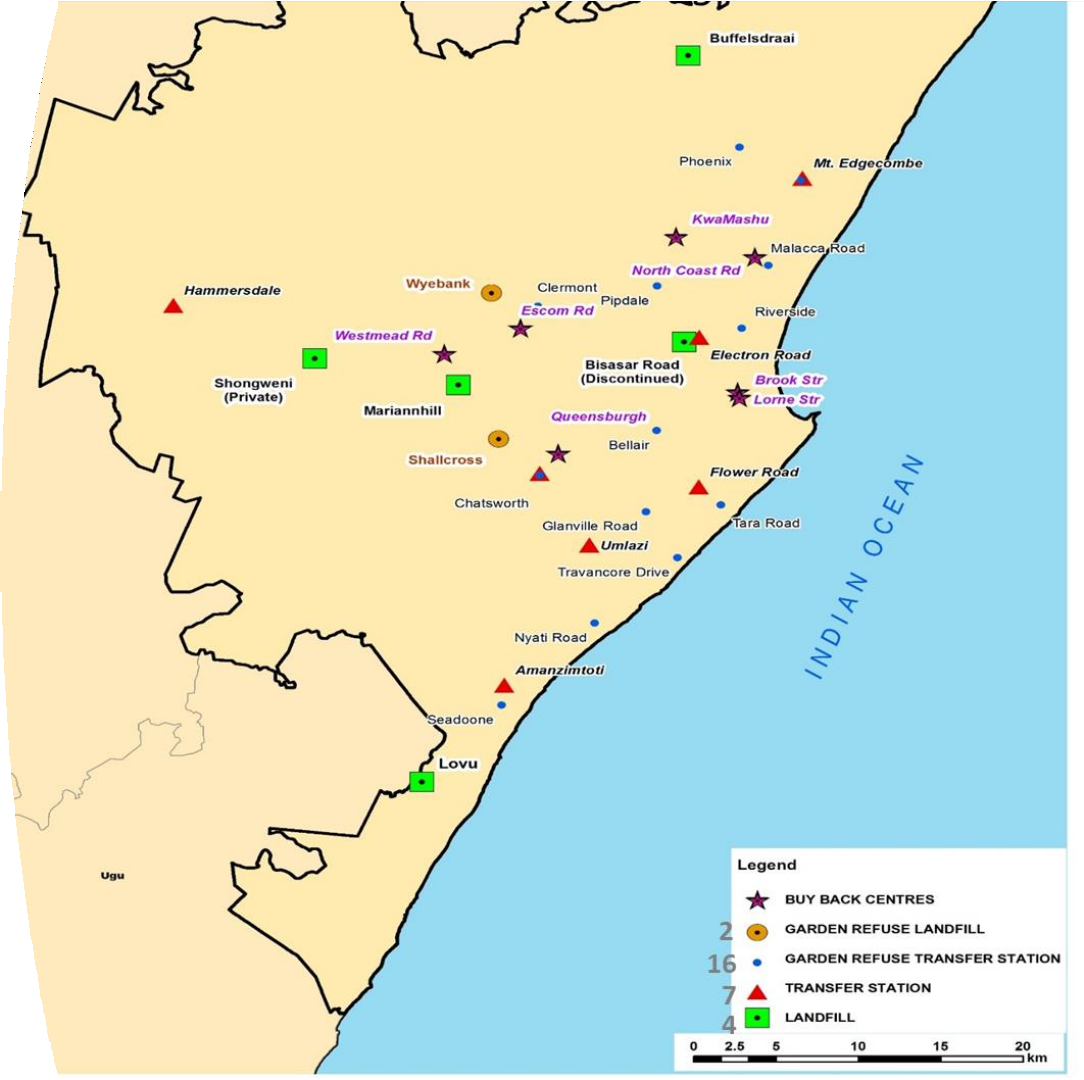 Buffelsdraai
Phoenix
Mt. Edgecombe
KwaMashu
Malacca Road
North Coast Rd
Wyebank
Clermont
Pipdale
Hammersdale
Escom Rd
Riverside
Westmead Rd
Electron Road
Bisasar Road
(Discontinued)
Shongweni
(Private)
Brook Str
Lorne Str
Mariannhill
Queensburgh
Bellair
Shallcross
Flower Road
Chatsworth
Glanville Road
Tara Road
Umlazi
Travancore Drive
INDIAN OCEAN
Nyati Road
Amanzimtoti
Seadoone
Lovu
Ugu
Legend
BUY BACK CENTRES
2 GARDEN REFUSE LANDFILL
16 GARDEN REFUSE TRANSFER STATION
7 TRANSFER STATION
4 LANDFILL
0 2.5 5 10 15 20
km